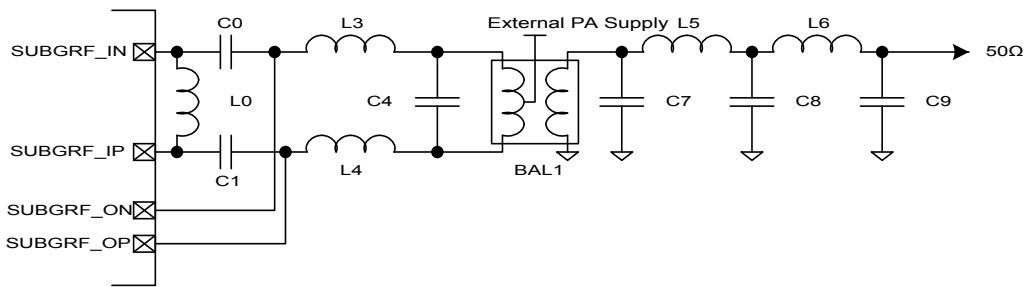 C0
L3
External PA Supply
L5
L6
SUBGRF_IN
50Ω
L0
C4
C7
C8
C9
SUBGRF_IP
C1
L4
BAL1
SUBGRF_ON
SUBGRF_OP